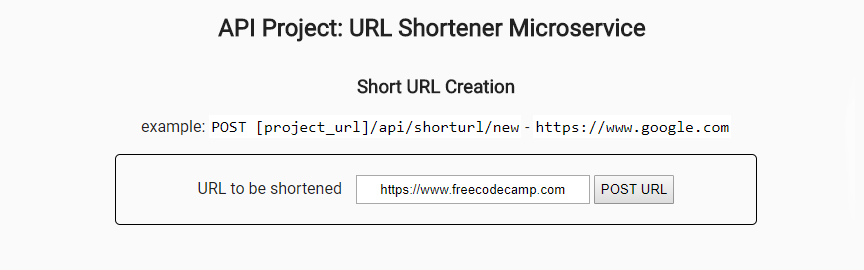 API Project: URL Shortener Microservice
Short URL Creation
example: POST [project_url]/api/shorturl/new - https://www.google.com
URL to be shortened https://www.freecodecamp.com POST URL